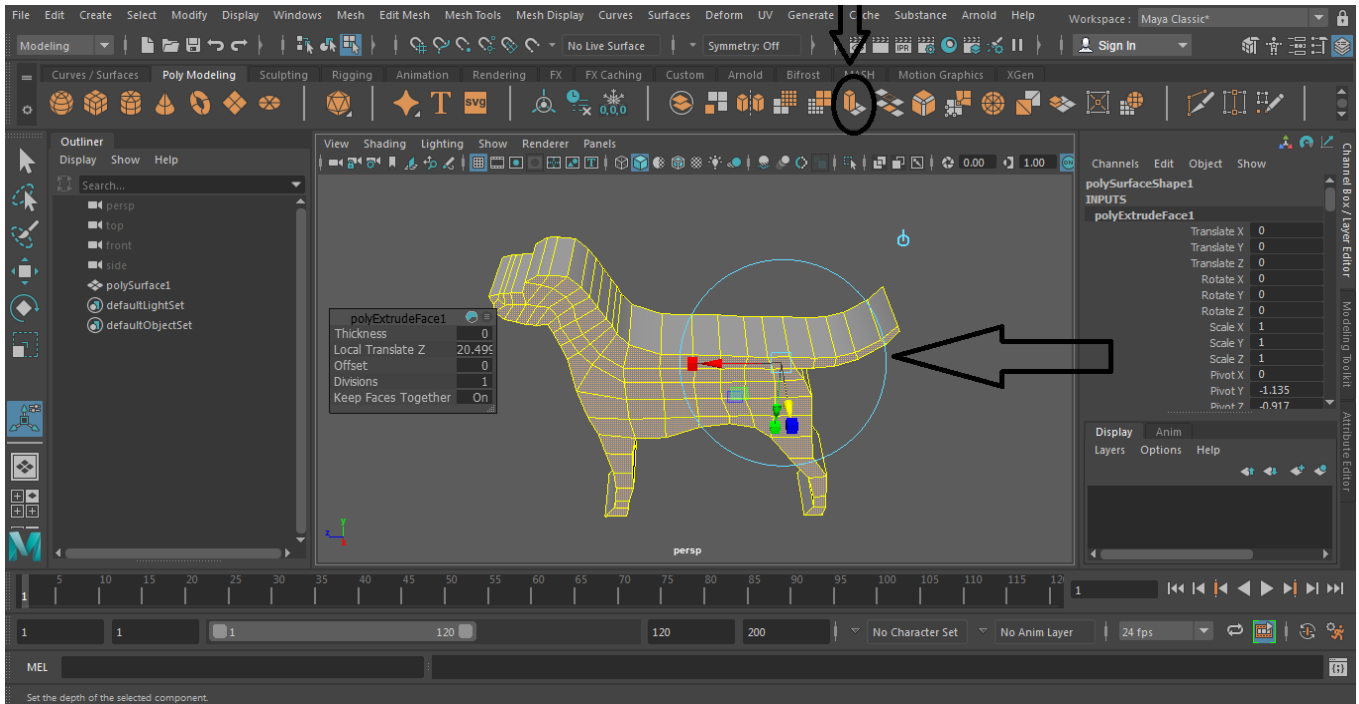 File Edit Create Select Modify Display Windows Mesh Edit Mesh Mesh Tools Mesh Display Curves Surfaces Deform UV Generate Cache Substance Arnold Help Workspace : Maya Classic*
Modeling No Live Surface Symmetry: Off IPR Sign In
Curves / Surfaces Poly Modeling Sculpting Rigging Animation Rendering FX FX Caching Custom Arnold Bifrost MASH Motion Graphics XGen
T svg 0,0,0
Outliner
Display Show Help
Search...
persp
top
front
side
polySurface1
defaultLightSet
defaultObjectSet
View Shading Lighting Show Renderer Panels
0.00 1.00
polyExtrudeFace1
Thickness 0
Local Translate Z 20.499
Offset 0
Divisions 1
Keep Faces Together On
y
z
persp
Channels Edit Object Show
polySurfaceShape1
INPUTS
polyExtrudeFace1
Translate X 0
Translate Y 0
Translate Z 0
Rotate X 0
Rotate Y 0
Rotate Z 0
Scale X 1
Scale Y 1
Scale Z 1
Pivot X 0
Pivot Y -1.135
Pivot Z -0.917
Display Anim
Layers Options Help
Channel Box / Layer Editor
Modeling Toolkit
Attribute Editor
5 10 15 20 25 30 35 40 45 50 55 60 65 70 75 80 85 90 95 100 105 110 115 12
1 1
1 1 1 120 120 200 No Character Set No Anim Layer 24 fps
MEL
Set the depth of the selected component.